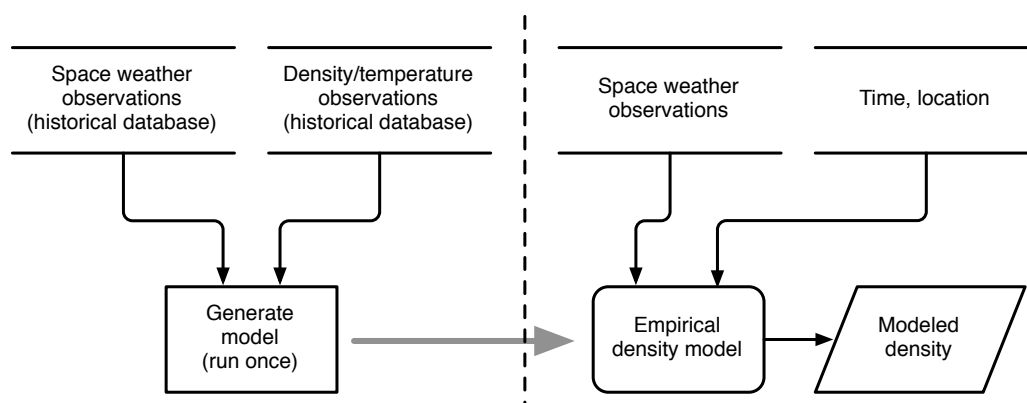 Space weather
observations
(historical database)
Density/temperature
observations
(historical database)
Space weather
observations
Time, location
Generate
model
(run once)
Empirical
density model
Modeled
density